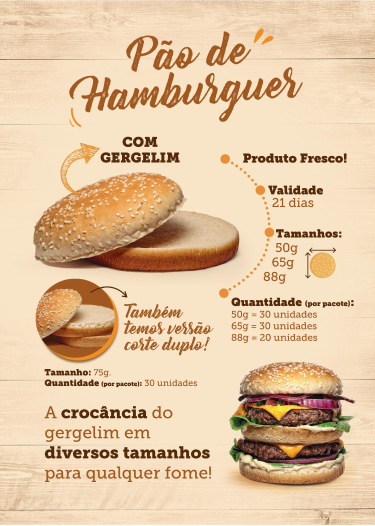 Pão de
Hamburguer
COM
GERGELIM
Produto Fresco!
Validade
21 dias
Tamanhos:
50g
65g
88g
Quantidade (por pacote):
50g = 30 unidades
65g = 30 unidades
88g = 20 unidades
Também
temos versão
corte duplo!
Tamanho: 75g.
Quantidade (por pacote): 30 unidades
A crocância do
gergelim em
diversos tamanhos
para qualquer fome!